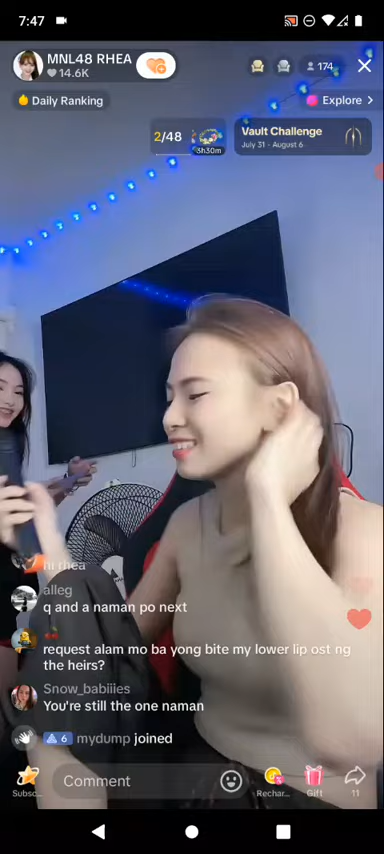 7:47
MNL48 RHEA
14.6K
174
Daily Ranking
Explore >
2/48
3h30m
Vault Challenge
July 31 - August 6
hi rhea
alleg
q and a naman po next
request alam mo ba yong bite my lower lip ost ng
the heirs?
Snow_babiiies
You're still the one naman
6 mydump joined
Comment
Subsc...
Rechar...
Gift
11